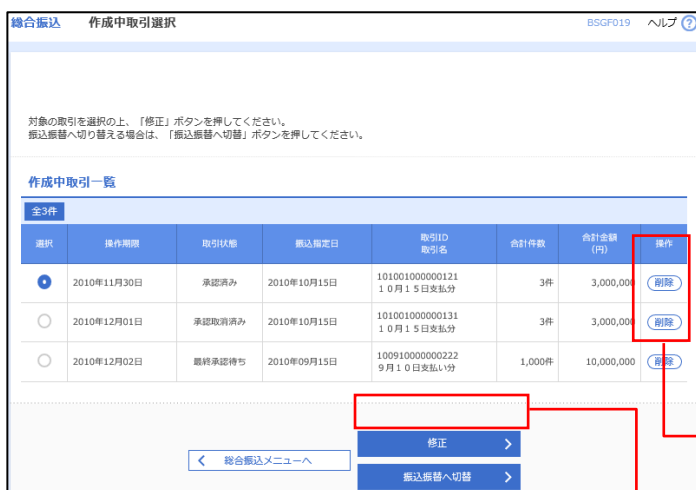 総合振込 作成中取引選択 BSGF019 ヘルプ ?
対象の取引を選択の上、「修正」ボタンを押してください。
振込振替へ切り替える場合は、「振込振替へ切替」ボタンを押してください。
作成中取引一覧
全3件
選択 操作期限 取引状態 振込指定日 取引ID 合計件数 合計金額 操作
取引名 (円)
2010年11月30日 承認済み 2010年10月15日 101001000000121 3件 3,000,000 削除
10月15日支払分
2010年12月01日 承認取消済み 2010年10月15日 101001000000131 3件 3,000,000 削除
10月15日支払分
2010年12月02日 最終承認待ち 2010年09月15日 100910000000222 1,000件 10,000,000 削除
9月10日支払い分
修正
総合振込メニューへ
振込振替へ切替